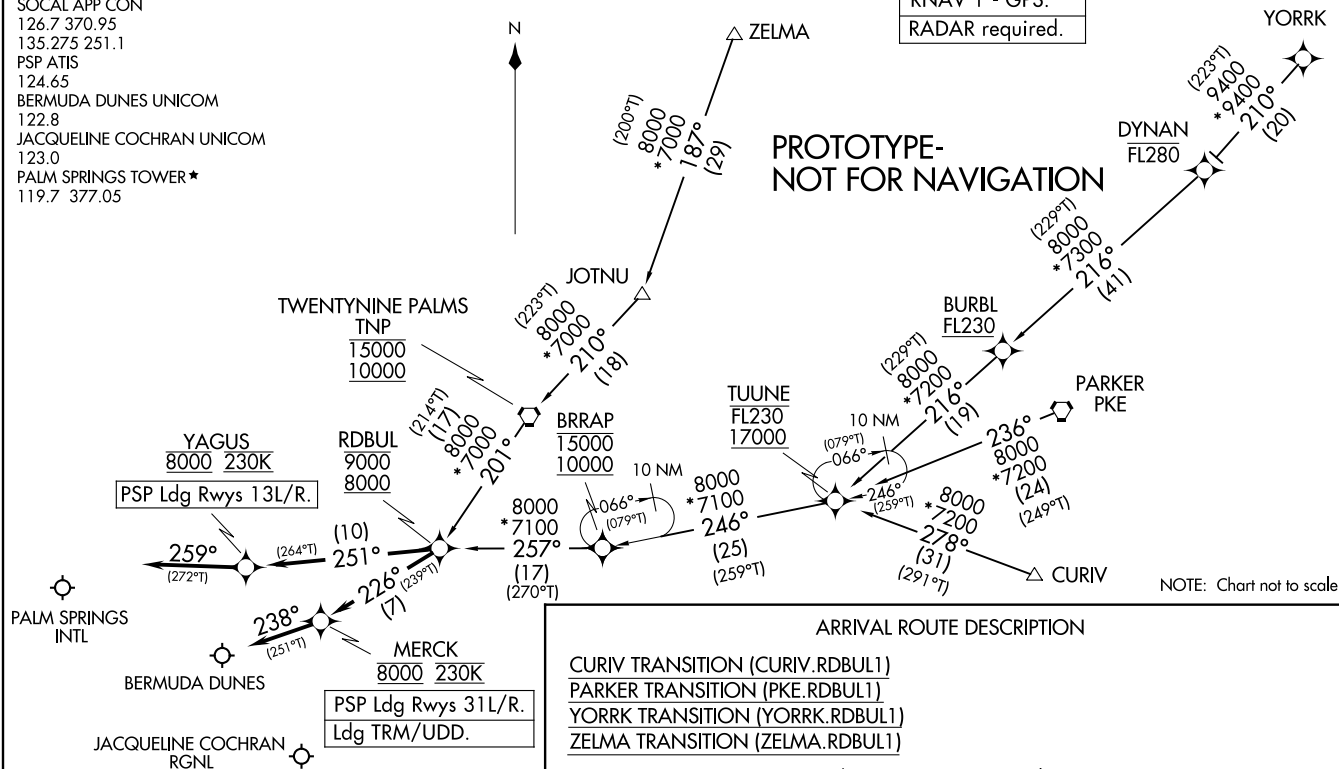 SOCAL APP CON
126.7 370.95
135.275 251.1
PSP ATIS
124.65
BERMUDA DUNES UNICOM
122.8
JACQUELINE COCHRAN UNICOM
123.0
PALM SPRINGS TOWER★
119.7 377.05
RNAV 1 - GPS.
RADAR required.
N
ZELMA
(200°T)
8000
*7000
187°
(29)
YORRK
(223°T)
9400
*9400
210°
(20)
PROTOTYPE-
NOT FOR NAVIGATION
DYNAN
FL280
(229°T)
8000
*7300
216°
(41)
JOTNU
(223°T)
8000
*7000
210°
(18)
TWENTYNINE PALMS
TNP
15000
10000
BURBL
FL230
(229°T)
8000
*7200
216°
(19)
PARKER
PKE
236°
8000
*7200
(24)
(249°T)
TUUNE
FL230
17000
10 NM
(079°T)
066°
246°
(259°T)
8000
*7200
278°
(31)
(291°T)
CURIV
(214°T)
(17)
8000
*7000
201°
BRRAP
15000
10000
10 NM
066°
(079°T)
8000
*7100
246°
(25)
(259°T)
RDBUL
9000
8000
8000
*7100
257°
(17)
(270°T)
YAGUS
8000 230K
PSP Ldg Rwys 13L/R.
(10)
(264°T) 251°
259°
(272°T)
226°
(239°T)
(7)
238°
(251°T)
PALM SPRINGS
INTL
BERMUDA DUNES
MERCK
8000 230K
PSP Ldg Rwys 31L/R.
Ldg TRM/UDD.
JACQUELINE COCHRAN
RGNL
NOTE: Chart not to scale
ARRIVAL ROUTE DESCRIPTION
CURIV TRANSITION (CURIV.RDBUL1)
PARKER TRANSITION (PKE.RDBUL1)
YORRK TRANSITION (YORRK.RDBUL1)
ZELMA TRANSITION (ZELMA.RDBUL1)